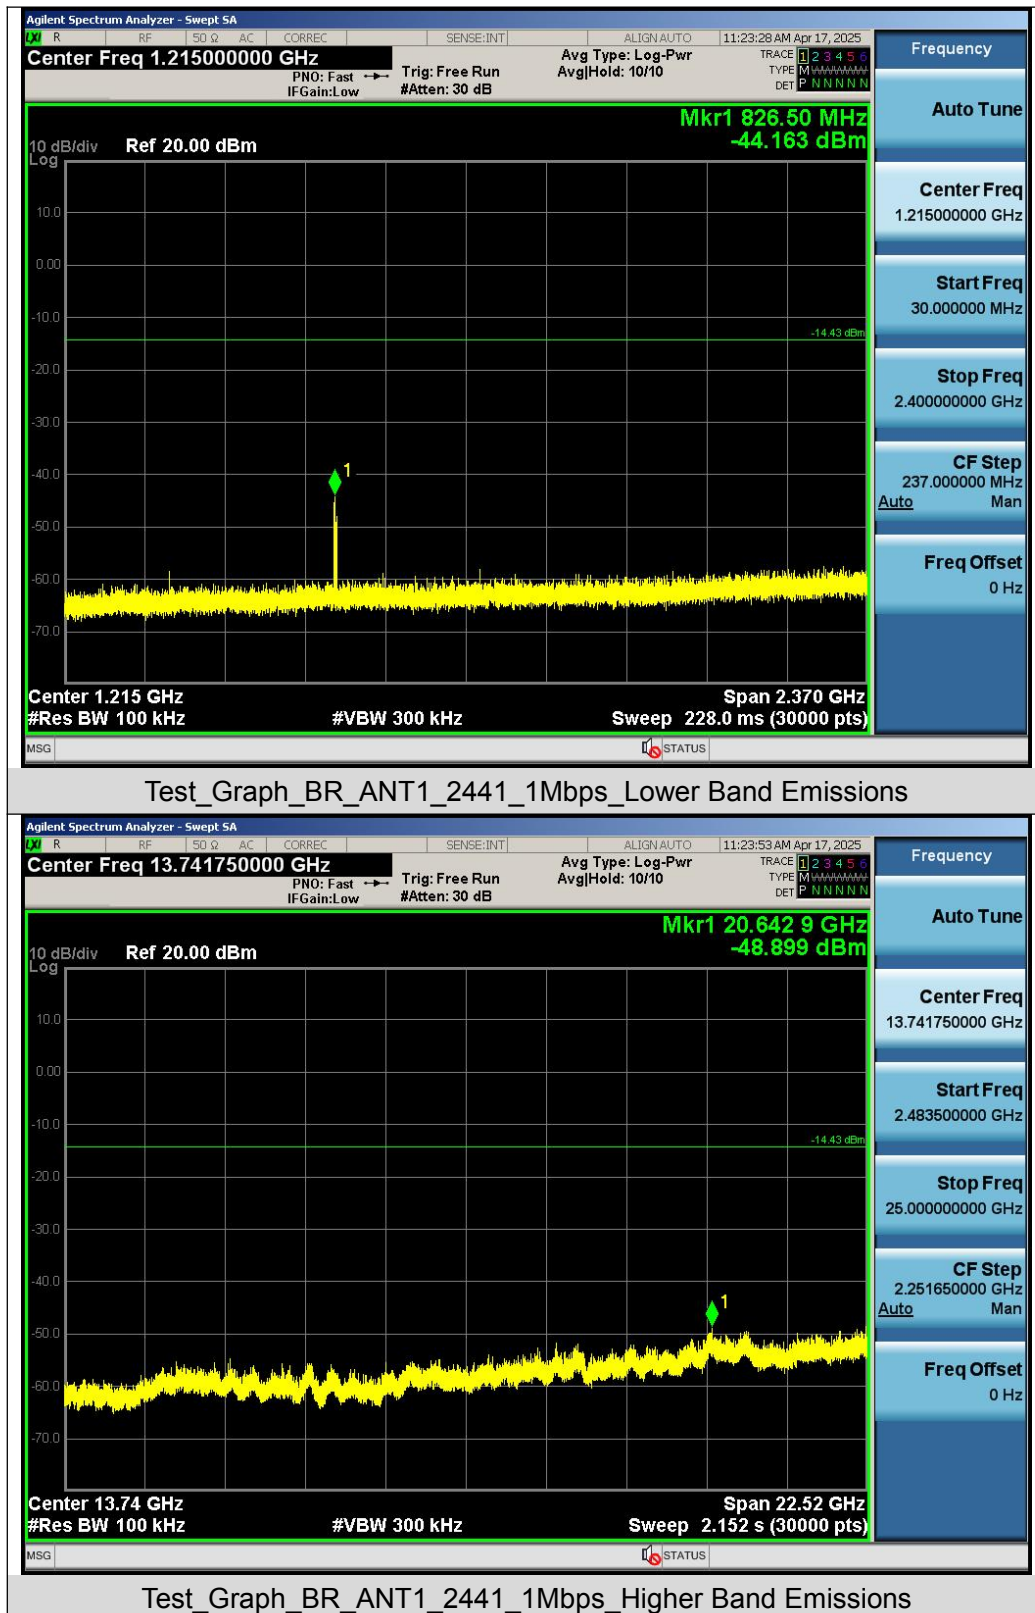 Agilent Spectrum Analyzer - Swept SA
LXI R RF 50 Ω AC CORREC SENSE:INT ALIGN AUTO 11:23:28 AM Apr 17, 2025
Center Freq 1.215000000 GHz
PNO: Fast
IFGain:Low
Trig: Free Run
#Atten: 30 dB
Avg Type: Log-Pwr
Avg|Hold: 10/10
TRACE 1 2 3 4 5 6
TYPE M
DET P N N N N N
Mkr1 826.50 MHz
-44.163 dBm
10 dB/div Ref 20.00 dBm
Log
10.0
0.00
-10.0
-14.43 dBm
-20.0
-30.0
-40.0
1
-50.0
-60.0
-70.0
Center 1.215 GHz Span 2.370 GHz
#Res BW 100 kHz #VBW 300 kHz Sweep 228.0 ms (30000 pts)
MSG STATUS
Frequency
Auto Tune
Center Freq
1.215000000 GHz
Start Freq
30.000000 MHz
Stop Freq
2.400000000 GHz
CF Step
237.000000 MHz
Auto Man
Freq Offset
0 Hz
Test_Graph_BR_ANT1_2441_1Mbps_Lower Band Emissions
Agilent Spectrum Analyzer - Swept SA
LXI R RF 50 Ω AC CORREC SENSE:INT ALIGN AUTO 11:23:53 AM Apr 17, 2025
Center Freq 13.741750000 GHz
PNO: Fast
IFGain:Low
Trig: Free Run
#Atten: 30 dB
Avg Type: Log-Pwr
Avg|Hold: 10/10
TRACE 1 2 3 4 5 6
TYPE M
DET P N N N N N
Mkr1 20.642 9 GHz
-48.899 dBm
10 dB/div Ref 20.00 dBm
Log
10.0
0.00
-10.0
-14.43 dBm
-20.0
-30.0
-40.0
1
-50.0
-60.0
-70.0
Center 13.74 GHz Span 22.52 GHz
#Res BW 100 kHz #VBW 300 kHz Sweep 2.152 s (30000 pts)
MSG STATUS
Frequency
Auto Tune
Center Freq
13.741750000 GHz
Start Freq
2.483500000 GHz
Stop Freq
25.000000000 GHz
CF Step
2.251650000 GHz
Auto Man
Freq Offset
0 Hz
Test_Graph_BR_ANT1_2441_1Mbps_Higher Band Emissions